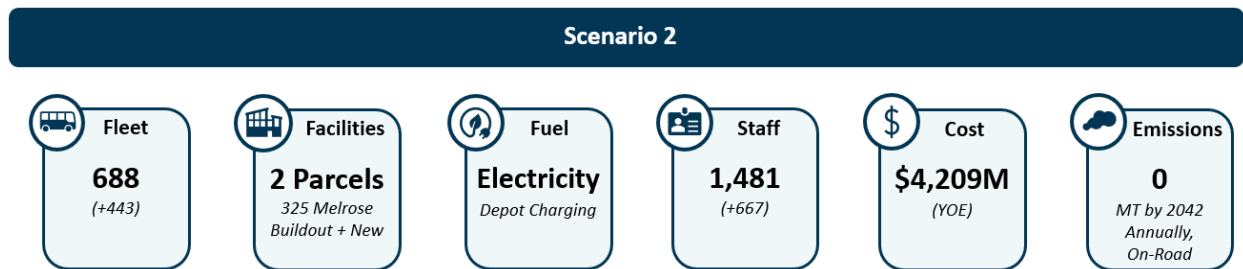 Scenario 2
Fleet
688
(+443)
Facilities
2 Parcels
325 Melrose
Buildout + New
Fuel
Electricity
Depot Charging
Staff
1,481
(+667)
$
Cost
$4,209M
(YOE)
Emissions
0
MT by 2042
Annually,
On-Road